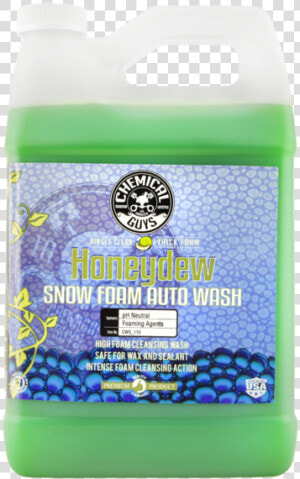 CHEMICAL
GUYS
RINSES CLEAN THICK FOAM
Honeydew
SNOW FOAM AUTO WASH
pH Neutral
Foaming Agents
CWS_110
HIGH FOAM CLEANSING WASH
SAFE FOR WAX AND SEALANT
INTENSE FOAM CLEANSING ACTION
PREMIUM PRODUCT
USA